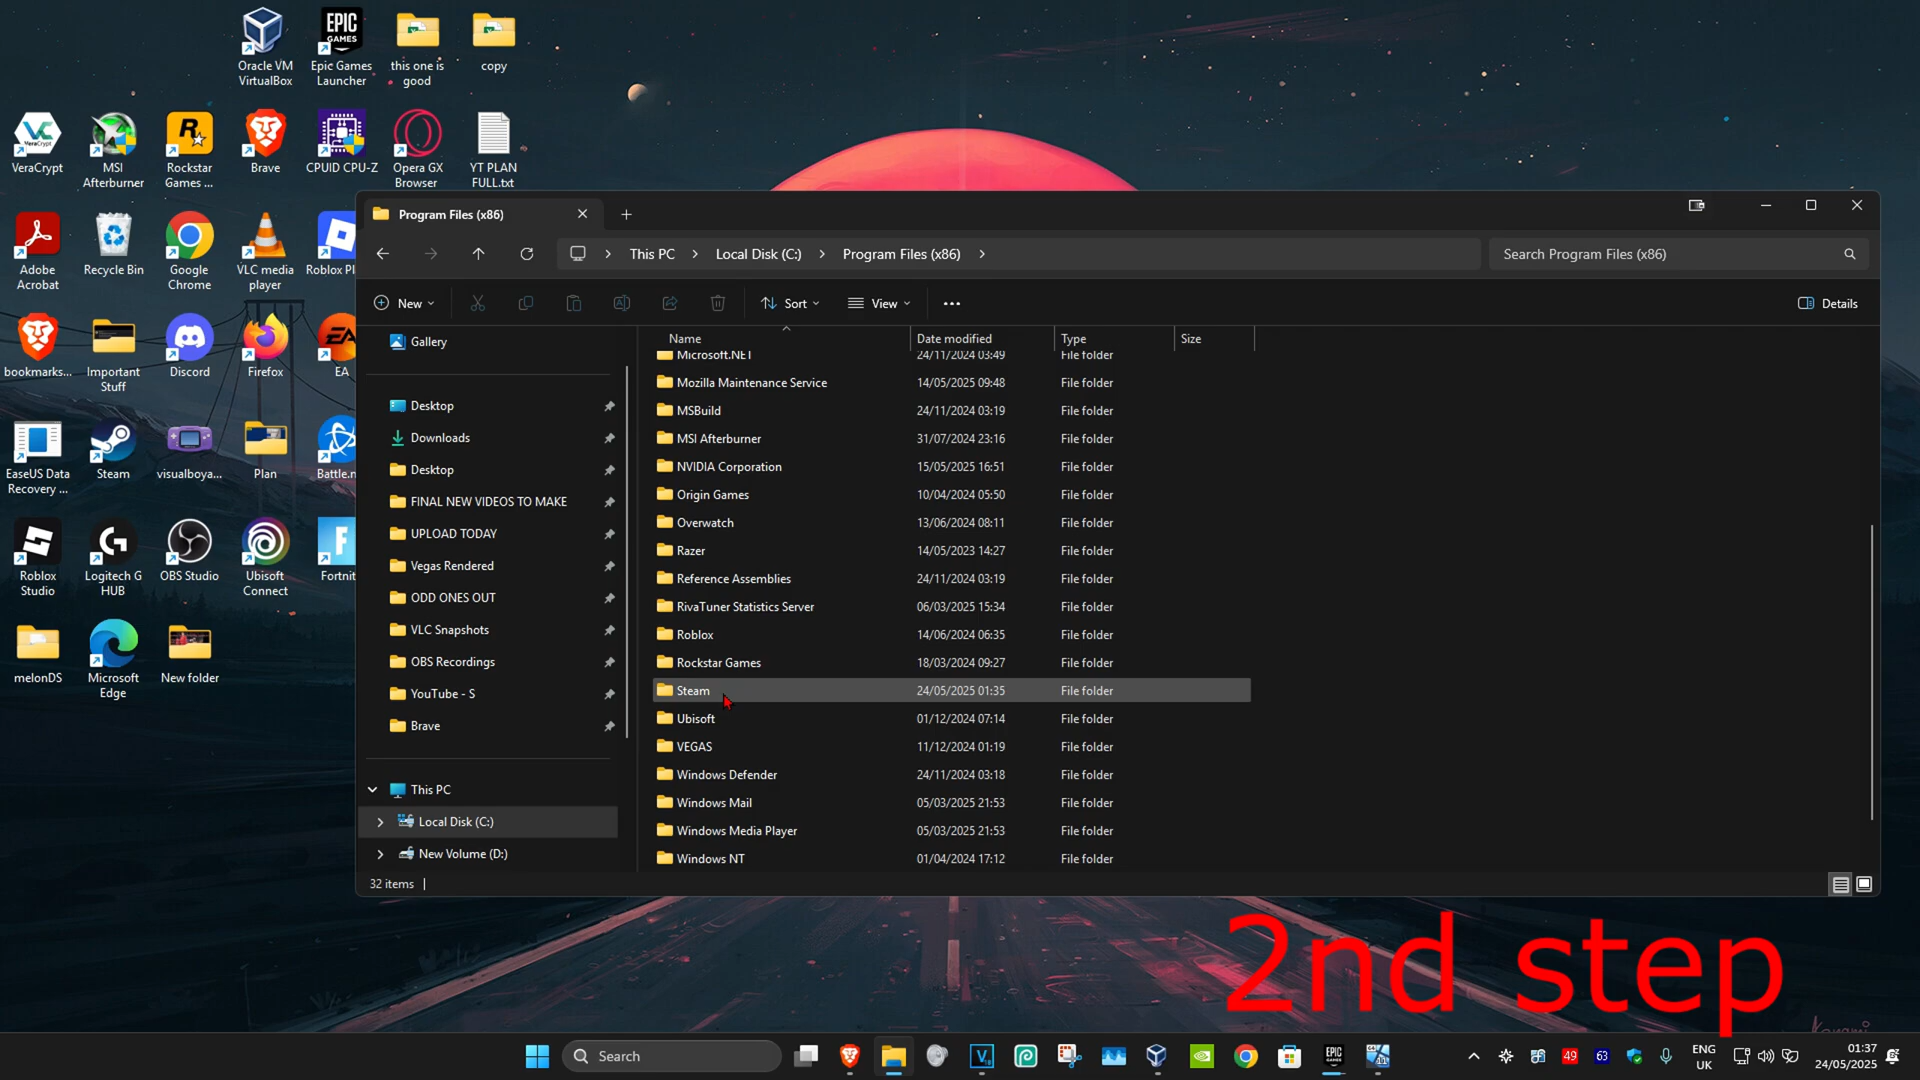 Oracle VM VirtualBox
Epic Games Launcher
this one is good
copy
VeraCrypt
MSI Afterburner
Rockstar Games ...
Brave
CPUID CPU-Z
Opera GX Browser
YT PLAN FULL.txt
Adobe Acrobat
Recycle Bin
Google Chrome
VLC media player
Roblox Pl
bookmarks...
Important Stuff
Discord
Firefox
EA
EaseUS Data Recovery ...
Steam
visualboya...
Plan
Battle.n
Roblox Studio
Logitech G HUB
OBS Studio
Ubisoft Connect
Fortnit
melonDS
Microsoft Edge
New folder
Program Files (x86)
This PC > Local Disk (C:) > Program Files (x86) >
Search Program Files (x86)
New
Sort
View
Details
Gallery
Desktop
Downloads
Desktop
FINAL NEW VIDEOS TO MAKE
UPLOAD TODAY
Vegas Rendered
ODD ONES OUT
VLC Snapshots
OBS Recordings
YouTube - S
Brave
This PC
Local Disk (C:)
New Volume (D:)
Name Date modified Type Size
Microsoft.NET 24/11/2024 03:49 File folder
Mozilla Maintenance Service 14/05/2025 09:48 File folder
MSBuild 24/11/2024 03:19 File folder
MSI Afterburner 31/07/2024 23:16 File folder
NVIDIA Corporation 15/05/2025 16:51 File folder
Origin Games 10/04/2024 05:50 File folder
Overwatch 13/06/2024 08:11 File folder
Razer 14/05/2023 14:27 File folder
Reference Assemblies 24/11/2024 03:19 File folder
RivaTuner Statistics Server 06/03/2025 15:34 File folder
Roblox 14/06/2024 06:35 File folder
Rockstar Games 18/03/2024 09:27 File folder
Steam 24/05/2025 01:35 File folder
Ubisoft 01/12/2024 07:14 File folder
VEGAS 11/12/2024 01:19 File folder
Windows Defender 24/11/2024 03:18 File folder
Windows Mail 05/03/2025 21:53 File folder
Windows Media Player 05/03/2025 21:53 File folder
Windows NT 01/04/2024 17:12 File folder
32 items
2nd step
Search
49
63
ENG
UK
01:37
24/05/2025